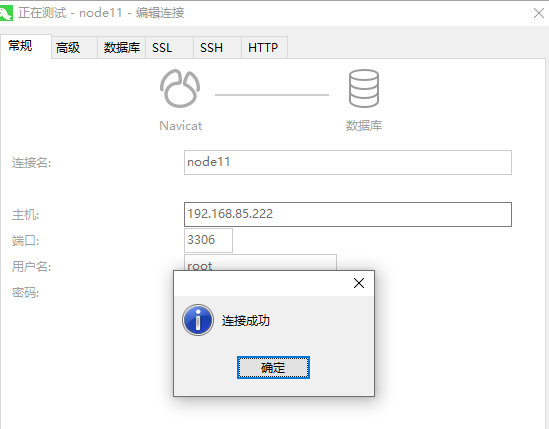 正在测试 - node11 - 编辑连接
常规 高级 数据库 SSL SSH HTTP
Navicat 数据库
连接名: node11
主机: 192.168.85.222
端口: 3306
用户名: root
密码:
连接成功
确定